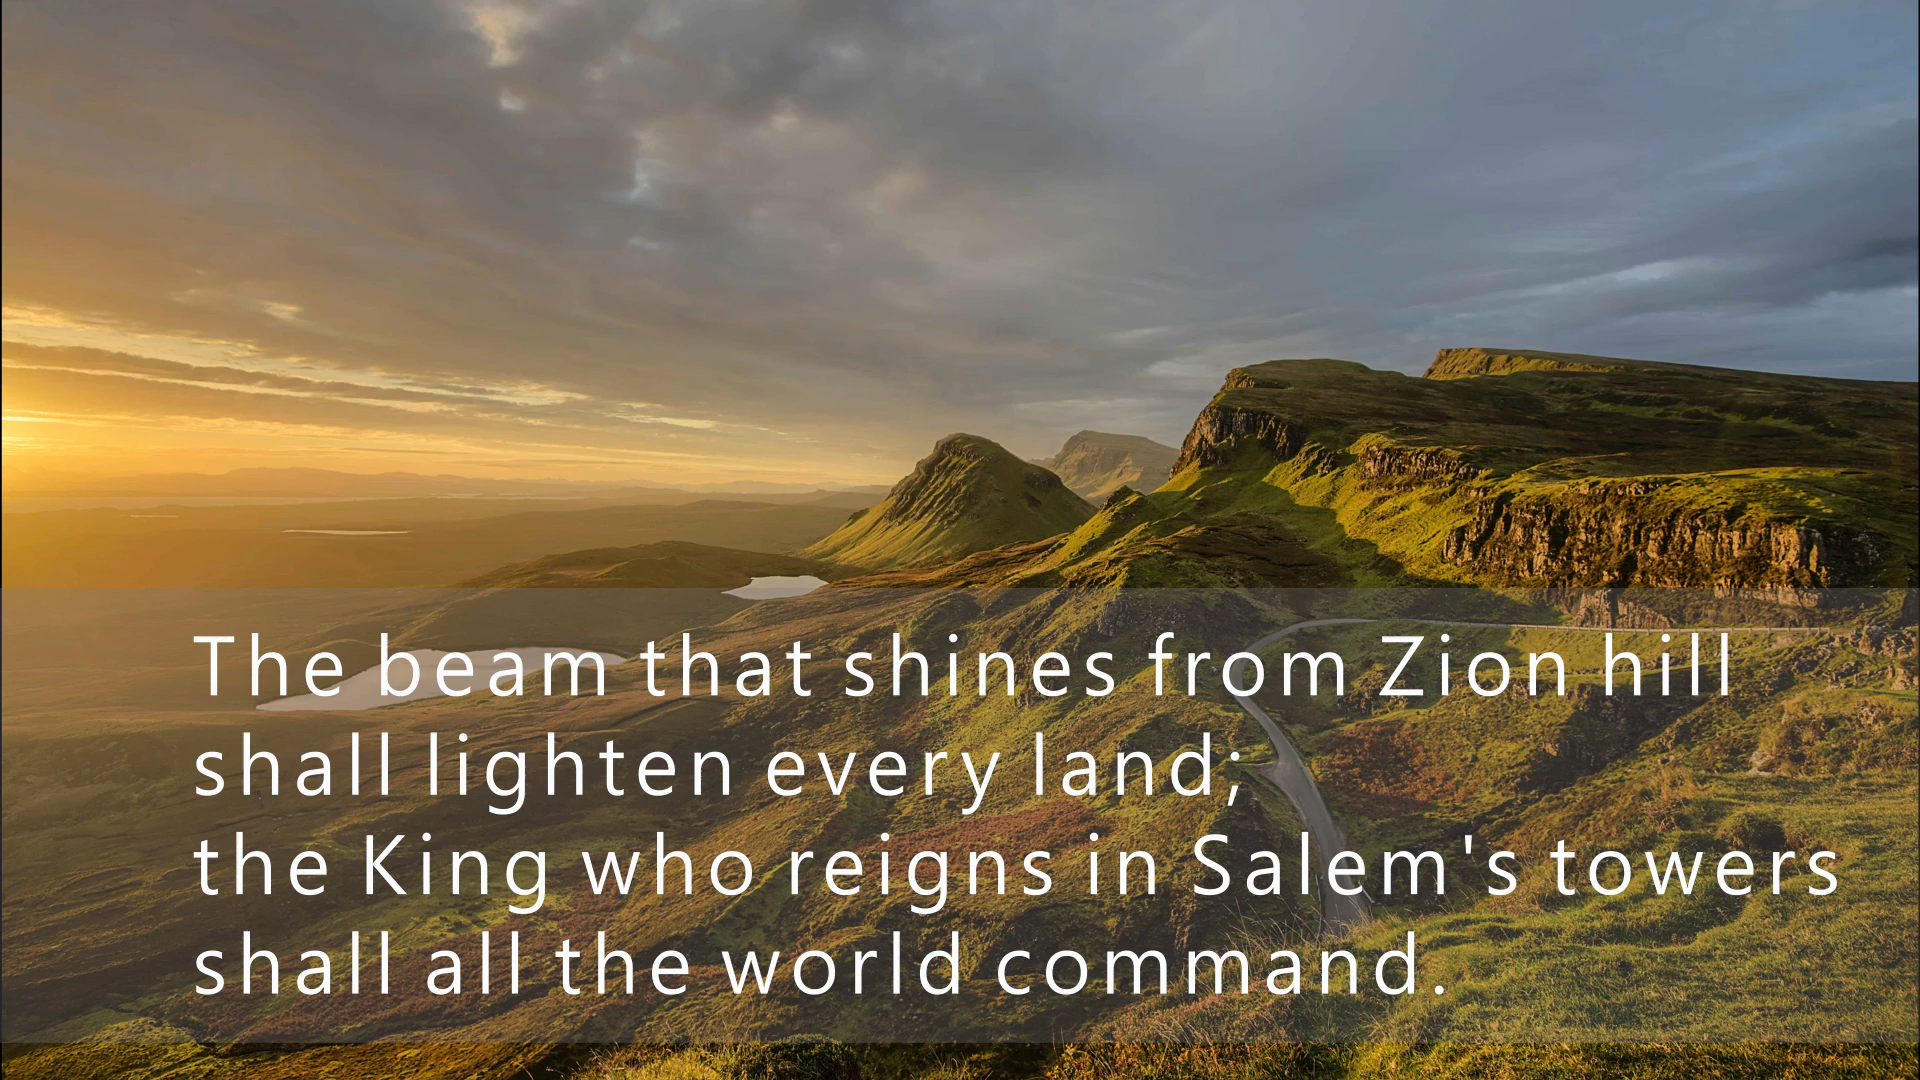 The beam that shines from Zion hill
shall lighten every land;
the King who reigns in Salem's towers
shall all the world command.